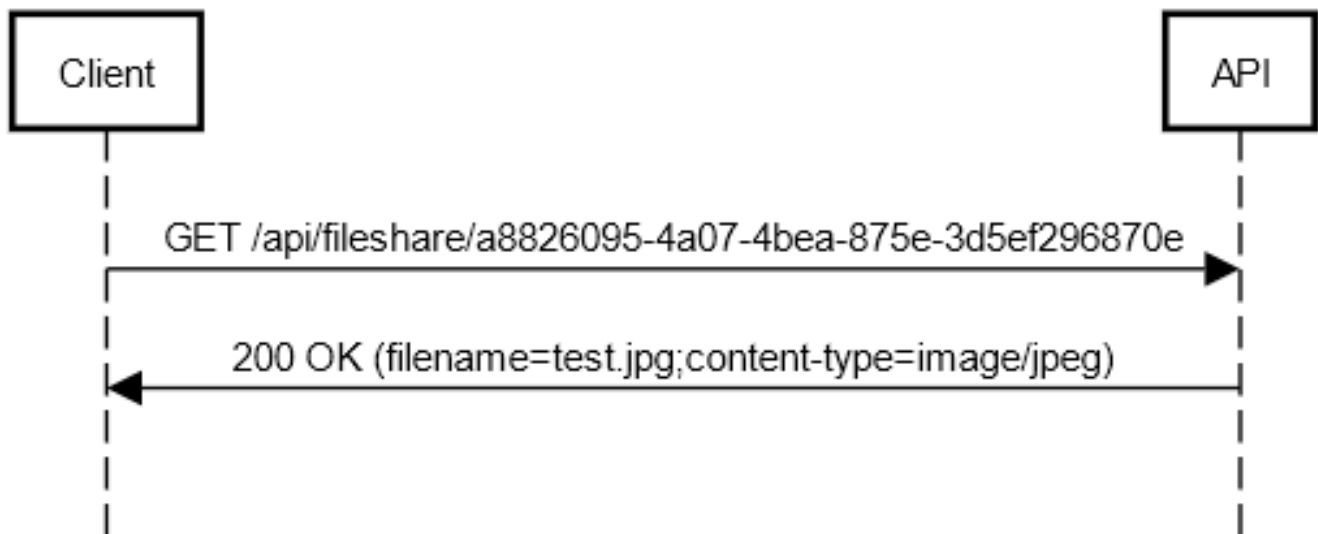 Client
API
GET /api/fileshare/a8826095-4a07-4bea-875e-3d5ef296870e
200 OK (filename=test.jpg;content-type=image/jpeg)